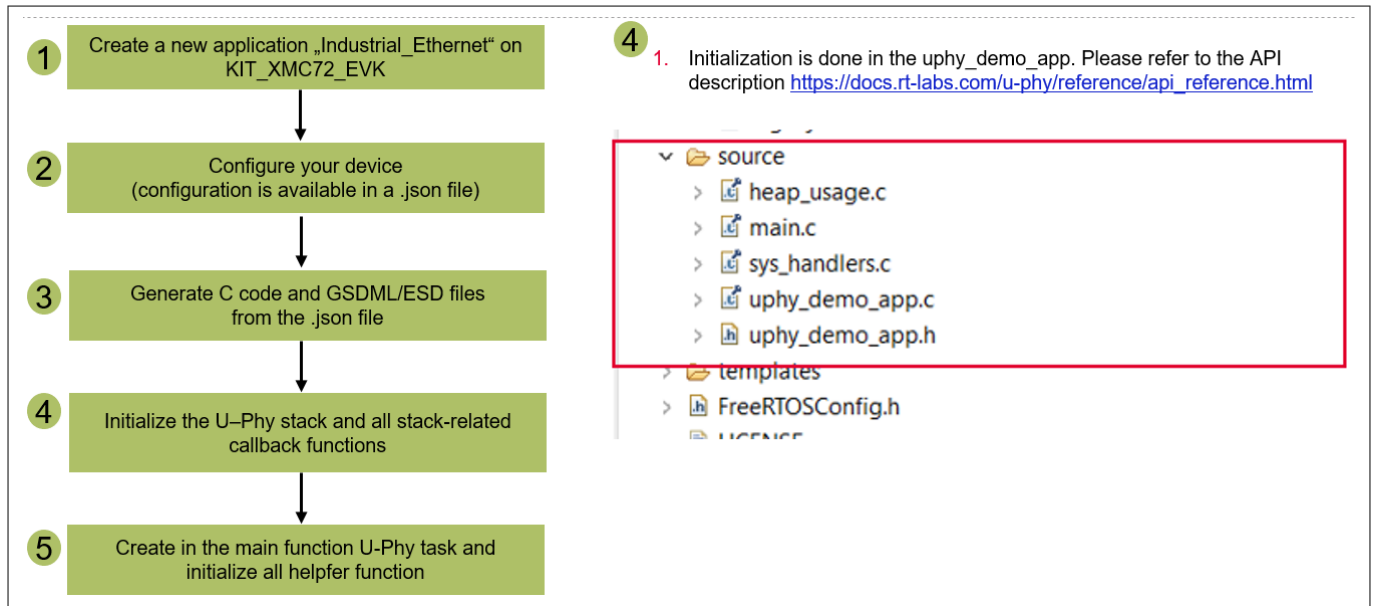 1
Create a new application „Industrial_Ethernet“ on
KIT_XMC72_EVK
2
Configure your device
(configuration is available in a .json file)
3
Generate C code and GSDML/ESD files
from the .json file
4
Initialize the U–Phy stack and all stack-related
callback functions
5
Create in the main function U-Phy task and
initialize all helpfer function
4
1. Initialization is done in the uphy_demo_app. Please refer to the API
description https://docs.rt-labs.com/u-phy/reference/api_reference.html
source
heap_usage.c
main.c
sys_handlers.c
uphy_demo_app.c
uphy_demo_app.h
templates
FreeRTOSConfig.h